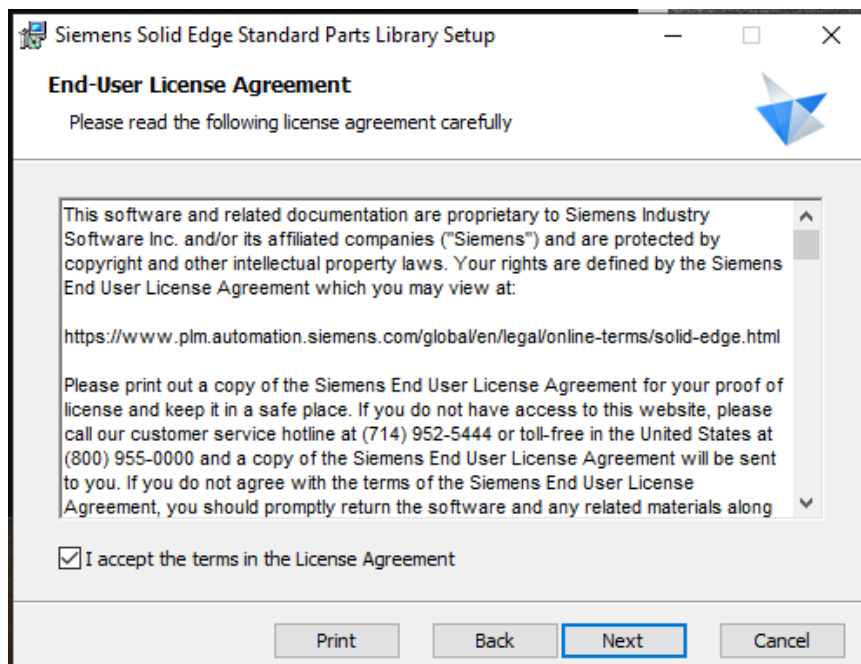 Siemens Solid Edge Standard Parts Library Setup
End-User License Agreement
Please read the following license agreement carefully
This software and related documentation are proprietary to Siemens Industry
Software Inc. and/or its affiliated companies ("Siemens") and are protected by
copyright and other intellectual property laws. Your rights are defined by the Siemens
End User License Agreement which you may view at:
https://www.plm.automation.siemens.com/global/en/legal/online-terms/solid-edge.html
Please print out a copy of the Siemens End User License Agreement for your proof of
license and keep it in a safe place. If you do not have access to this website, please
call our customer service hotline at (714) 952-5444 or toll-free in the United States at
(800) 955-0000 and a copy of the Siemens End User License Agreement will be sent
to you. If you do not agree with the terms of the Siemens End User License
Agreement, you should promptly return the software and any related materials along
I accept the terms in the License Agreement
Print Back Next Cancel